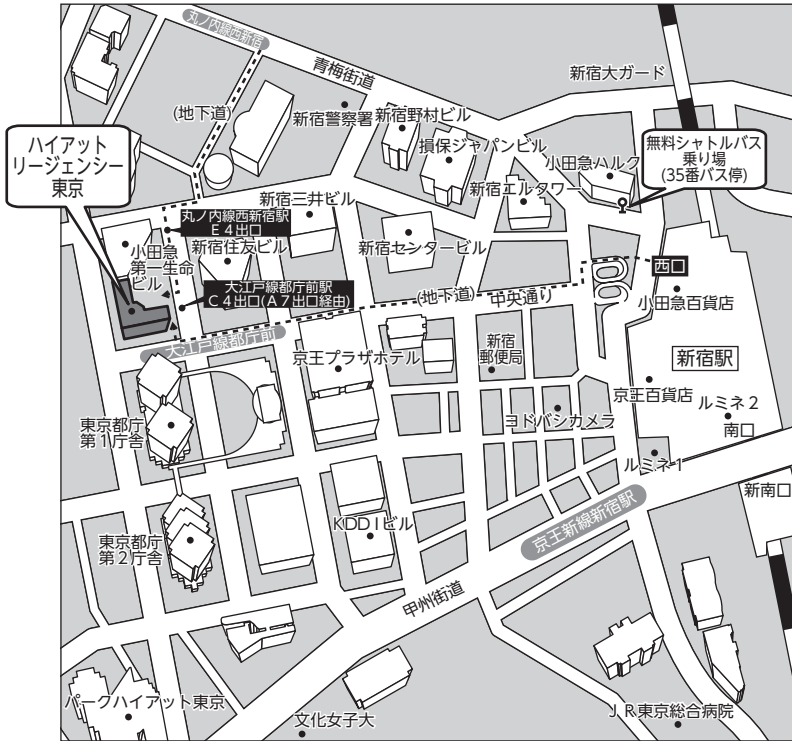 丸ノ内線西新宿
青梅街道
新宿大ガード
(地下道)
新宿警察署
新宿野村ビル
損保ジャパンビル
小田急ハルク
無料シャトルバス
乗り場
(35番バス停)
ハイアット
リージェンシー
東京
新宿エルタワー
新宿三井ビル
丸ノ内線西新宿駅
E4出口
新宿住友ビル
新宿センタービル
小田急
第一生命
ビル
大江戸線都庁前駅
C4出口(A7出口経由)
西口
(地下道)
中央通り
小田急百貨店
大江戸線都庁前
京王プラザホテル
新宿
郵便局
新宿駅
京王百貨店
ルミネ2
南口
東京都庁
第1庁舎
ヨドバシカメラ
ルミネ1
新南口
KDDIビル
京王新線新宿駅
東京都庁
第2庁舎
甲州街道
パークハイアット東京
文化女子大
JR東京総合病院